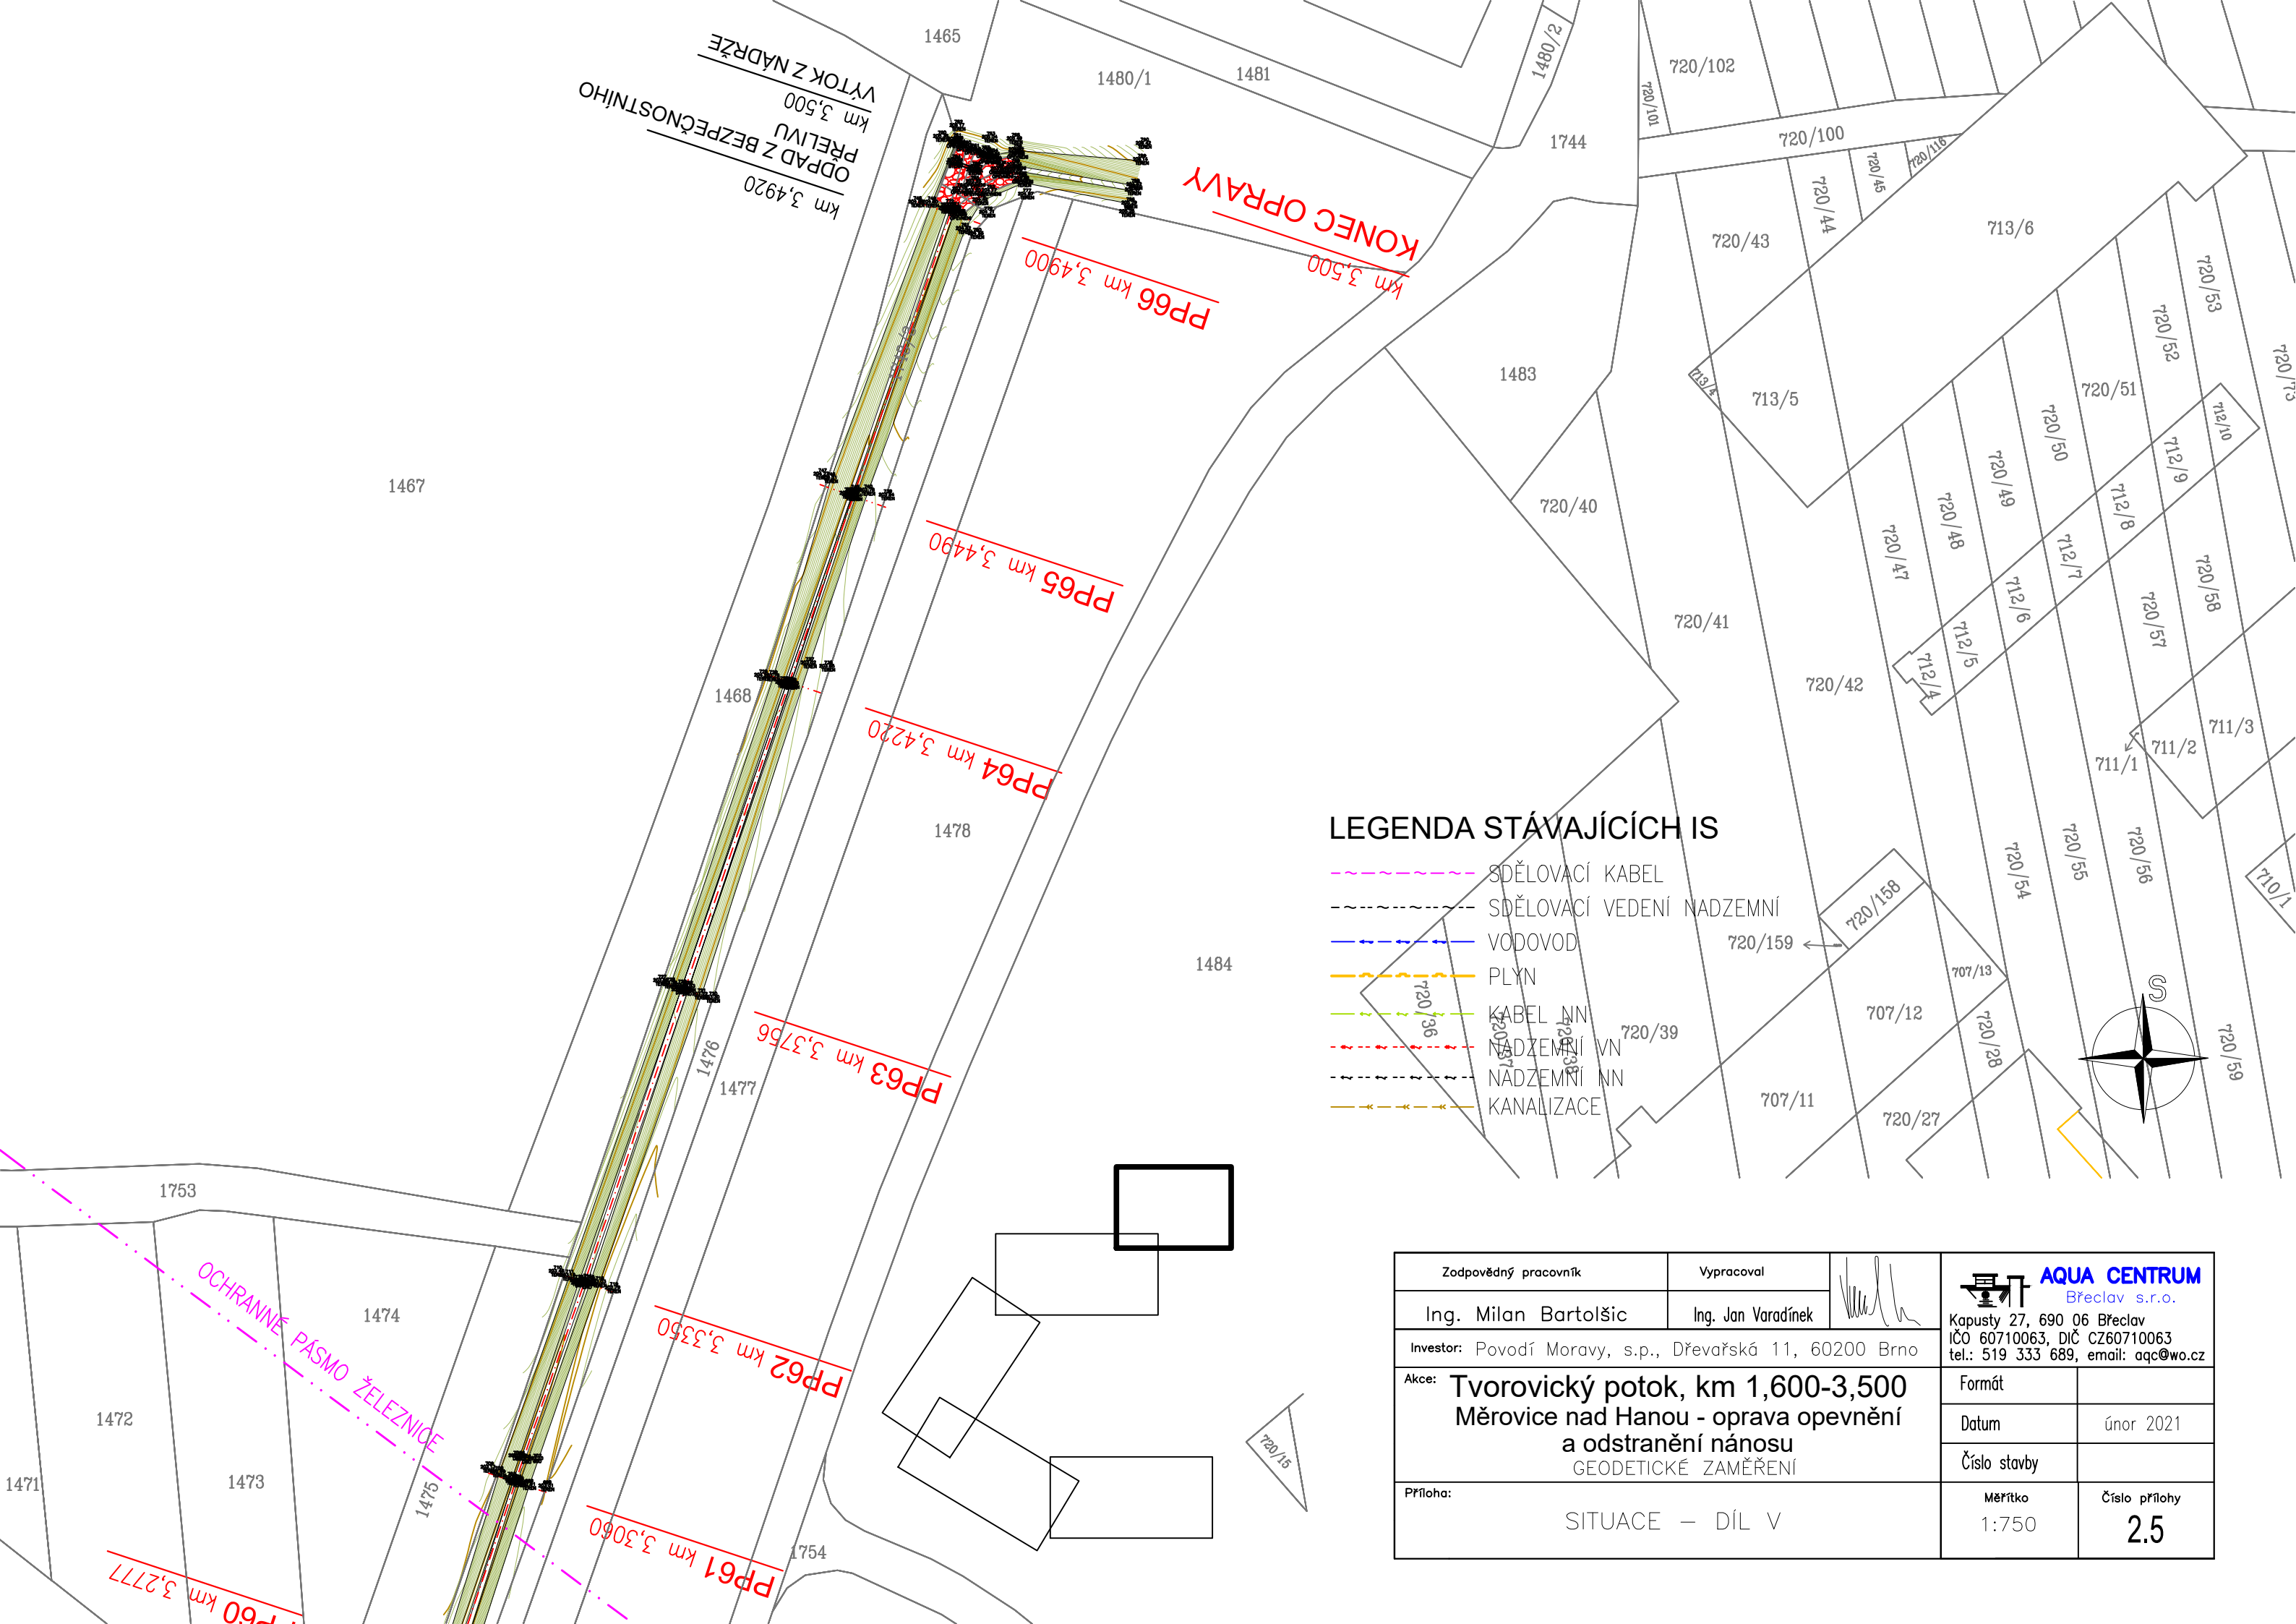 VÝTOK Z NÁDRŽE
km 3,500
ODPAD Z BEZPEČNOSTNÍHO
PŘELIVU
km 3,4920
KONEC OPRAVY
km 3,500
PP66 km 3,4900
PP65 km 3,4490
PP64 km 3,4220
PP63 km 3,3756
PP62 km 3,3350
PP61 km 3,3060
PP60 km 3,2777
OCHRANNÉ PÁSMO ŽELEZNICE
1465
1480/1
1481
1480/2
1744
1467
1468
1478
1483
1484
1476
1477
1753
1474
1472
1473
1471
1475
1754
720/15
720/102
720/101
720/100
720/116
720/45
720/44
720/43
713/6
713/5
713/4
720/53
720/52
720/51
720/50
720/49
720/48
720/47
712/10
712/9
712/8
712/7
712/6
712/5
712/4
720/40
720/41
720/42
720/58
720/57
711/3
711/2
711/1
710/1
720/54
720/55
720/56
720/59
720/158
720/159
707/13
707/12
707/11
720/28
720/27
720/39
720/36
LEGENDA STÁVAJÍCÍCH IS
SDĚLOVACÍ KABEL
SDĚLOVACÍ VEDENÍ NADZEMNÍ
VODOVOD
PLYN
KABEL NN
NADZEMNÍ VN
NADZEMNÍ NN
KANALIZACE
S
Zodpovědný pracovník
Vypracoval
Ing. Milan Bartolšic
Ing. Jan Varadínek
Investor: Povodí Moravy, s.p., Dřevařská 11, 60200 Brno
Akce: Tvorovický potok, km 1,600-3,500
Měrovice nad Hanou - oprava opevnění
a odstranění nánosu
GEODETICKÉ ZAMĚŘENÍ
Příloha:
SITUACE – DÍL V
AQUA CENTRUM
Břeclav s.r.o.
Kapusty 27, 690 06 Břeclav
IČO 60710063, DIČ CZ60710063
tel.: 519 333 689, email: aqc@wo.cz
Formát
Datum únor 2021
Číslo stavby
Měřítko
1:750
Číslo přílohy
2.5